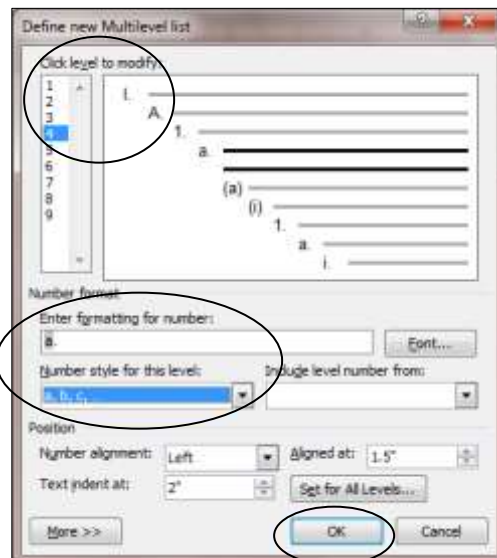 Define new Multilevel list
Click level to modify:
1
2
3
4
5
6
7
8
9
I.
A.
1.
a.
(a)
(i)
1.
a.
i.
Number format
Enter formatting for number:
a.
Font...
Number style for this level:
Include level number from:
a, b, c,
Position
Number alignment: Left
Aligned at: 1.5"
Text indent at: 2"
Set for All Levels...
More >>
OK
Cancel